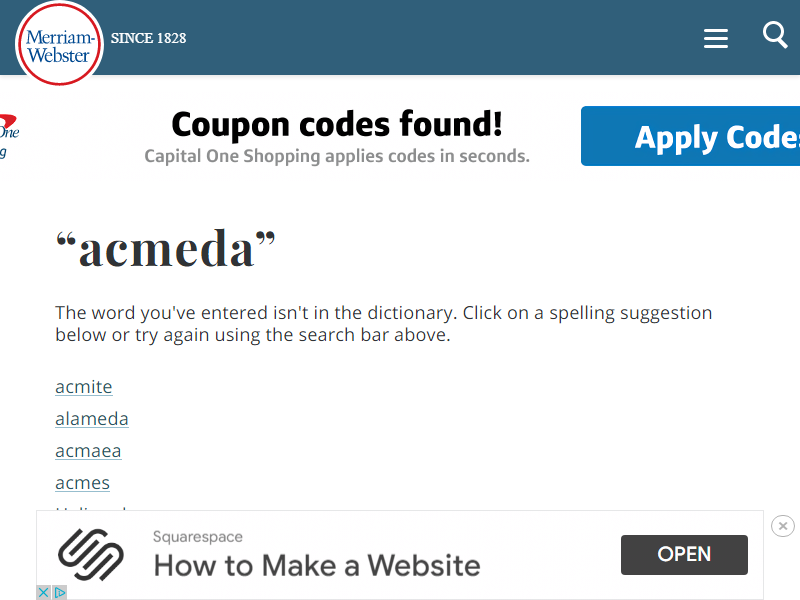 Merriam-
Webster
SINCE 1828
One
g
Coupon codes found!
Capital One Shopping applies codes in seconds.
Apply Codes
“acmeda”
The word you've entered isn't in the dictionary. Click on a spelling suggestion
below or try again using the search bar above.
acmite
alameda
acmaea
acmes
Squarespace
How to Make a Website
OPEN